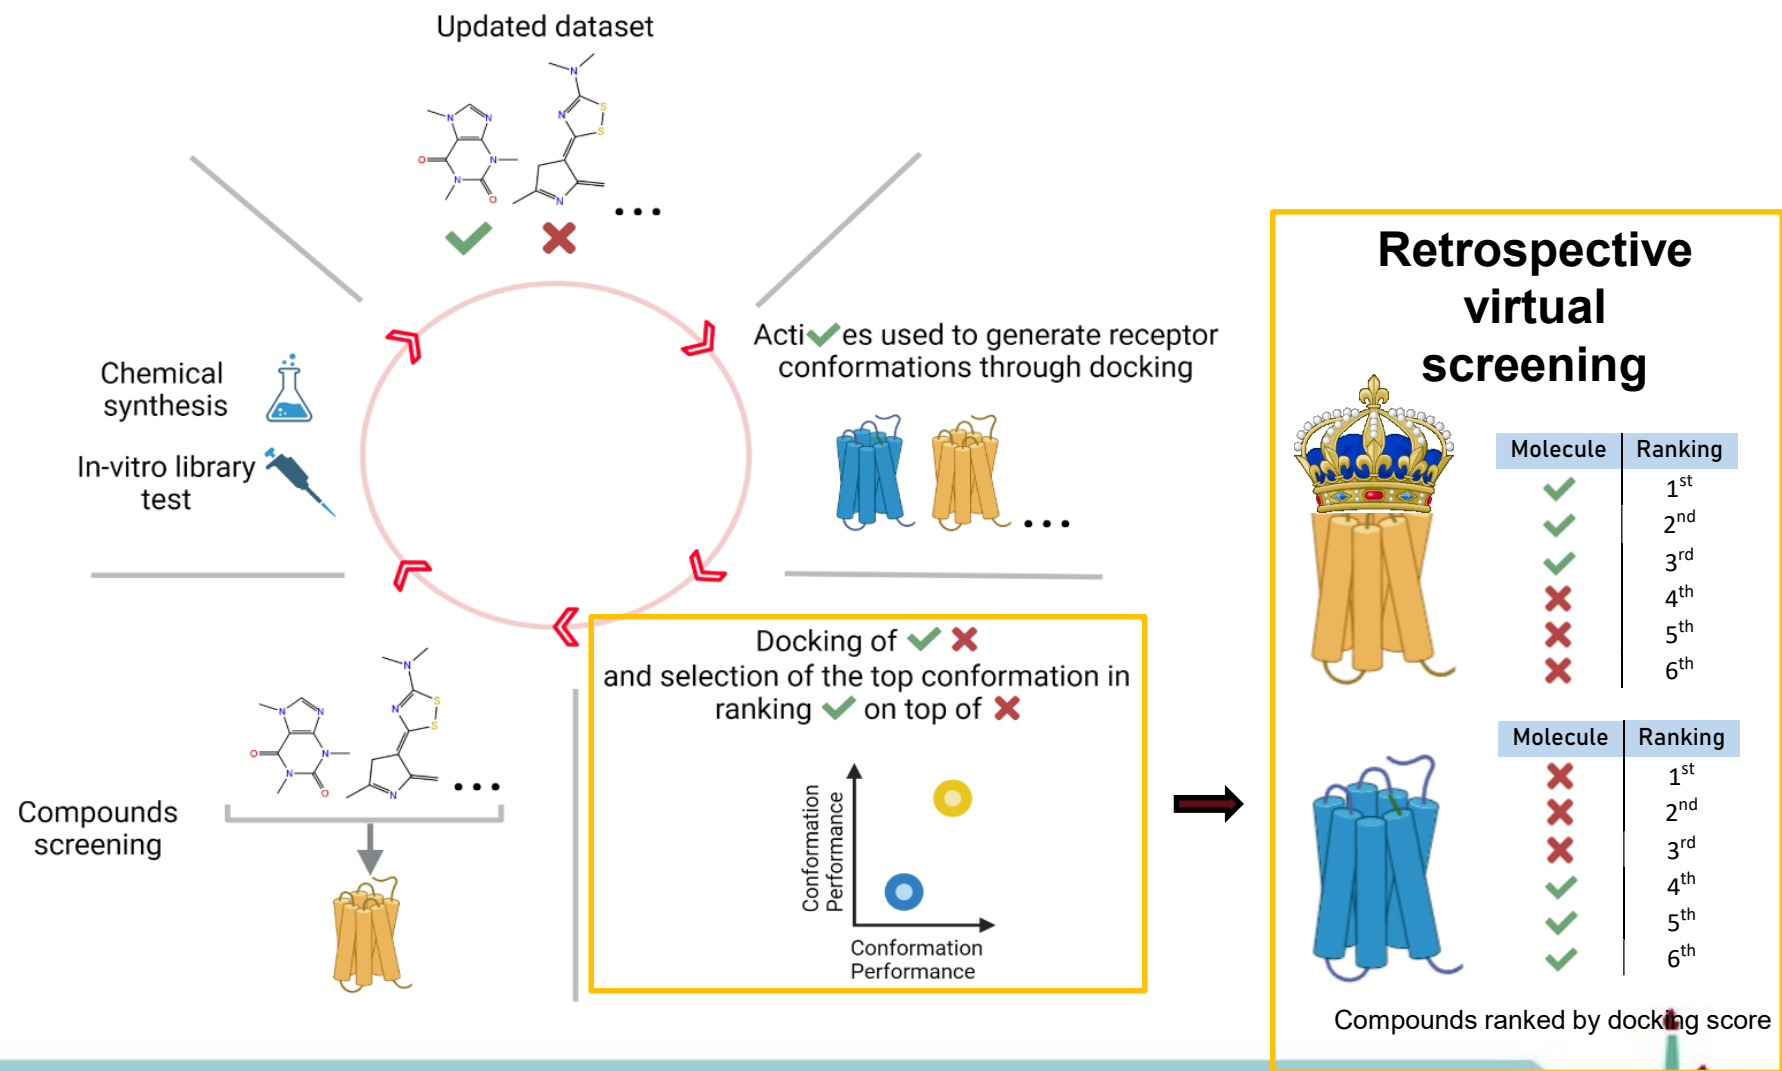 Updated dataset
N
N
N
N
N
O
O
N
S
S
N
N
...
Acti✔es used to generate receptor
conformations through docking
...
Chemical
synthesis
In-vitro library
test
Docking of ✔ ✖
and selection of the top conformation in
ranking ✔ on top of ✖
Conformation
Performance
Conformation
Performance
N
N
N
N
O
O
N
N
S
S
N
...
Compounds
screening
Retrospective
virtual
screening
Molecule Ranking
✔ 1st
✔ 2nd
✔ 3rd
✖ 4th
✖ 5th
✖ 6th
Molecule Ranking
✖ 1st
✖ 2nd
✖ 3rd
✔ 4th
✔ 5th
✔ 6th
Compounds ranked by docking score